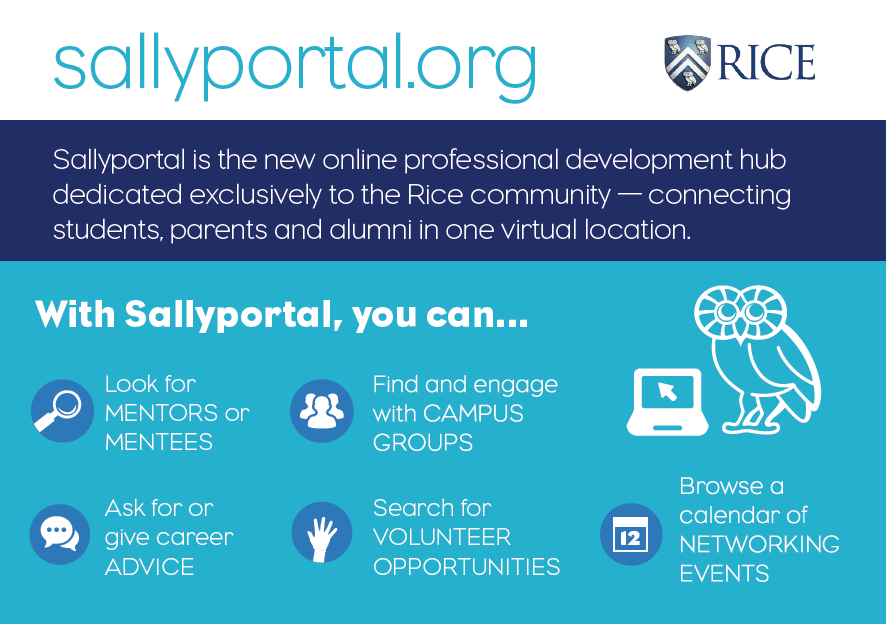 sallyportal.org
RICE
Sallyportal is the new online professional development hub
dedicated exclusively to the Rice community — connecting
students, parents and alumni in one virtual location.
With Sallyportal, you can...
Look for
MENTORS or
MENTEES
Find and engage
with CAMPUS
GROUPS
Ask for or
give career
ADVICE
Search for
VOLUNTEER
OPPORTUNITIES
12
Browse a
calendar of
NETWORKING
EVENTS